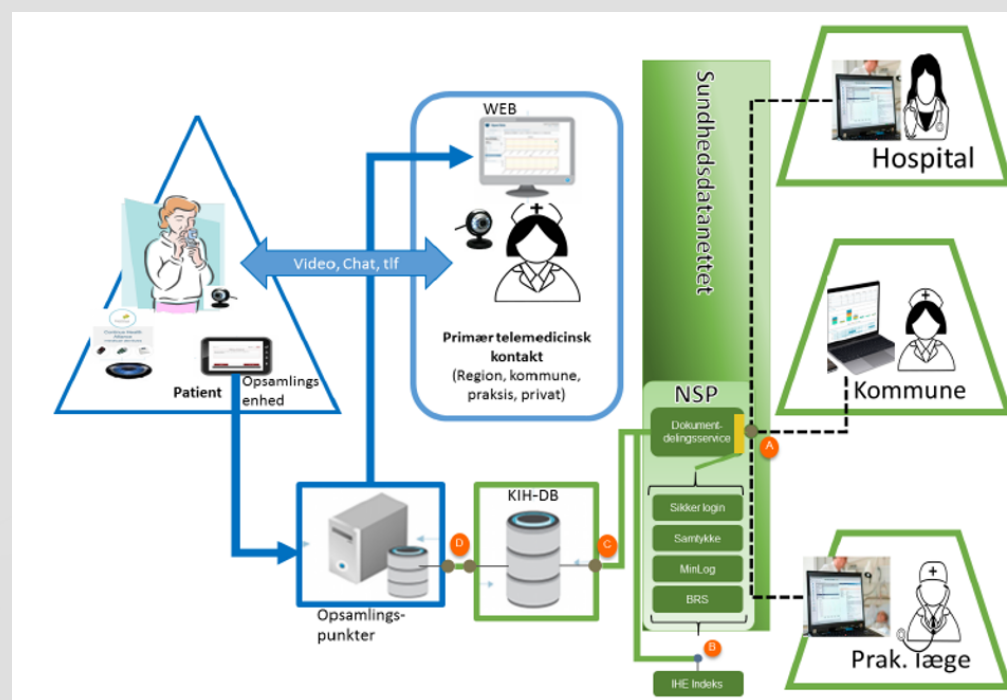 WEB
Video, Chat, tlf
Primær telemedicinsk
kontakt
(Region, kommune,
praksis, privat)
Patient
Opsamlings
enhed
Opsamlings-
punkter
D
KIH-DB
C
Sundhedsdatanettet
NSP
Dokument-
delingsservice
A
Sikker login
Samtykke
MinLog
BRS
B
IHE Indeks
Hospital
Kommune
Prak. læge